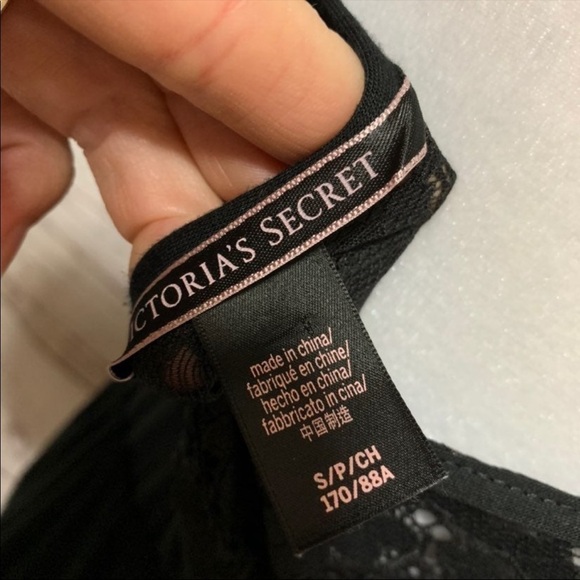 VICTORIA'S SECRET
made in china/
fabriqué en chine/
hecho en china/
fabbricato in cina/
中国制造
S/P/CH
170/88A